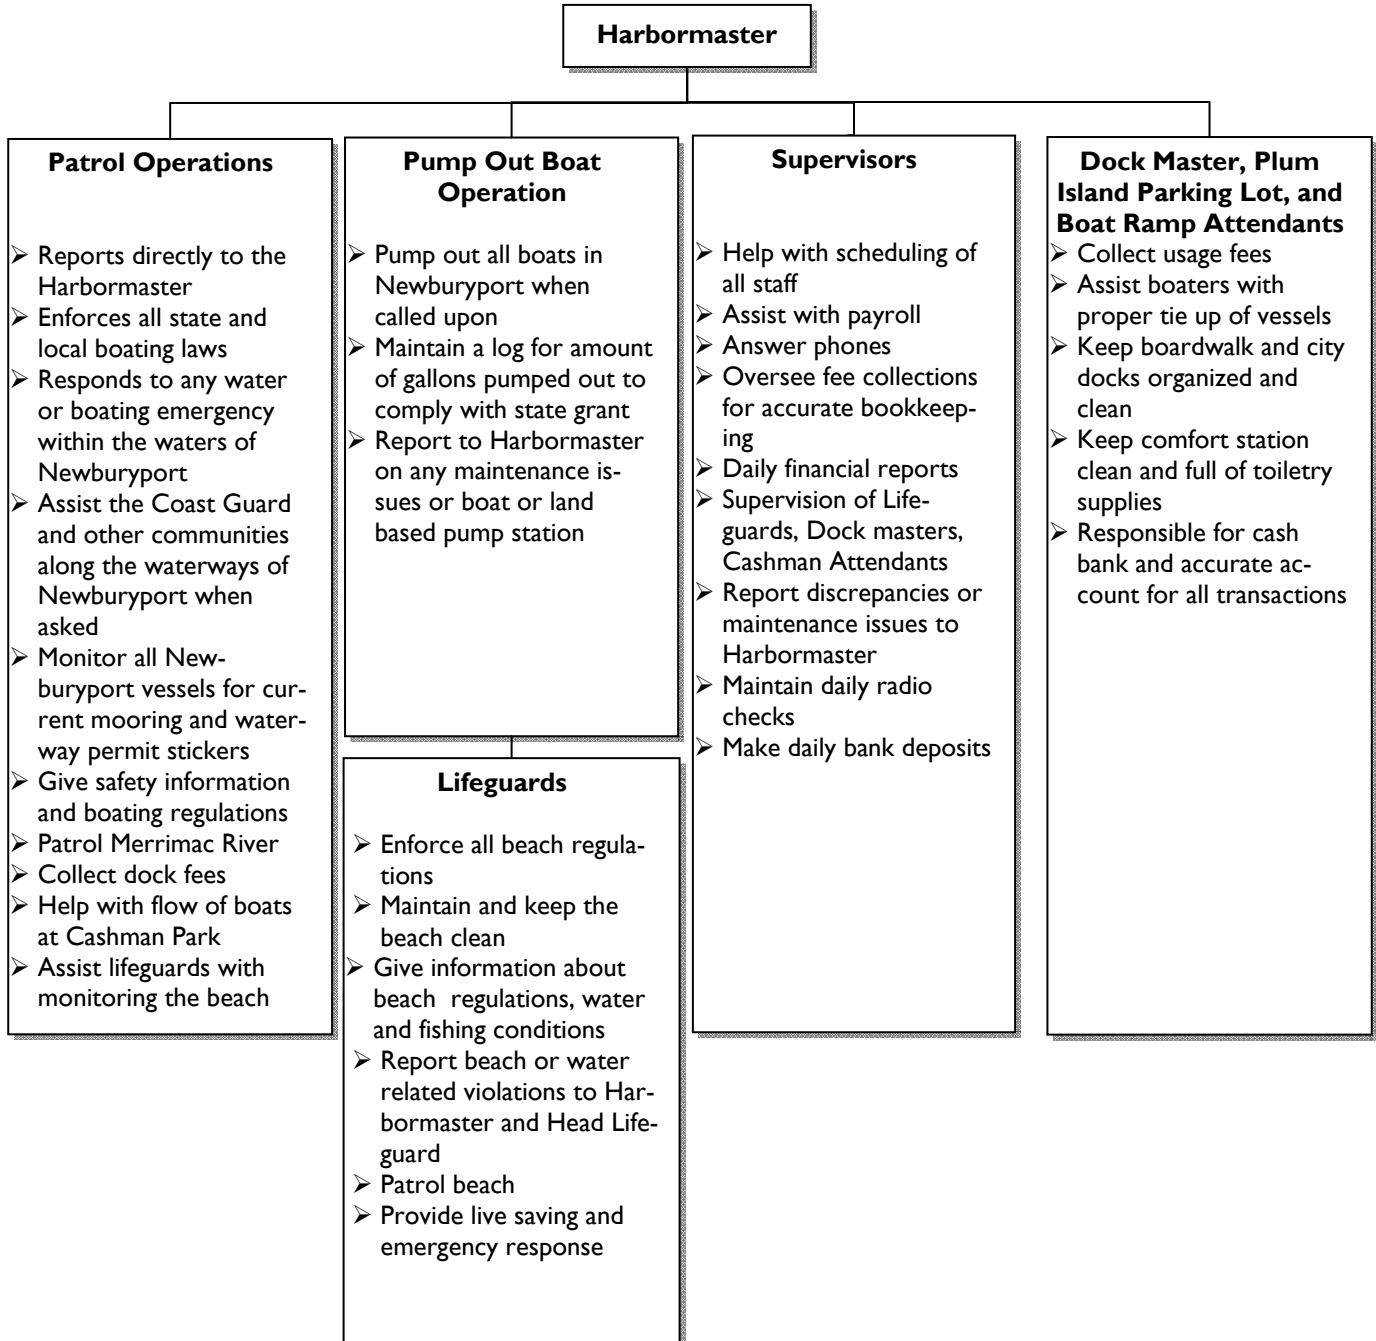 Harbormaster
Patrol Operations
➢ Reports directly to the
Harbormaster
➢ Enforces all state and
local boating laws
➢ Responds to any water
or boating emergency
within the waters of
Newburyport
➢ Assist the Coast Guard
and other communities
along the waterways of
Newburyport when
asked
➢ Monitor all New-
buryport vessels for cur-
rent mooring and water-
way permit stickers
➢ Give safety information
and boating regulations
➢ Patrol Merrimac River
➢ Collect dock fees
➢ Help with flow of boats
at Cashman Park
➢ Assist lifeguards with
monitoring the beach
Pump Out Boat
Operation
➢ Pump out all boats in
Newburyport when
called upon
➢ Maintain a log for amount
of gallons pumped out to
comply with state grant
➢ Report to Harbormaster
on any maintenance is-
sues or boat or land
based pump station
Lifeguards
➢ Enforce all beach regula-
tions
➢ Maintain and keep the
beach clean
➢ Give information about
beach  regulations, water
and fishing conditions
➢ Report beach or water
related violations to Har-
bormaster and Head Life-
guard
➢ Patrol beach
➢ Provide live saving and
emergency response
Supervisors
➢ Help with scheduling of
all staff
➢ Assist with payroll
➢ Answer phones
➢ Oversee fee collections
for accurate bookkeep-
ing
➢ Daily financial reports
➢ Supervision of Life-
guards, Dock masters,
Cashman Attendants
➢ Report discrepancies or
maintenance issues to
Harbormaster
➢ Maintain daily radio
checks
➢ Make daily bank deposits
Dock Master, Plum
Island Parking Lot, and
Boat Ramp Attendants
➢ Collect usage fees
➢ Assist boaters with
proper tie up of vessels
➢ Keep boardwalk and city
docks organized and
clean
➢ Keep comfort station
clean and full of toiletry
supplies
➢ Responsible for cash
bank and accurate ac-
count for all transactions